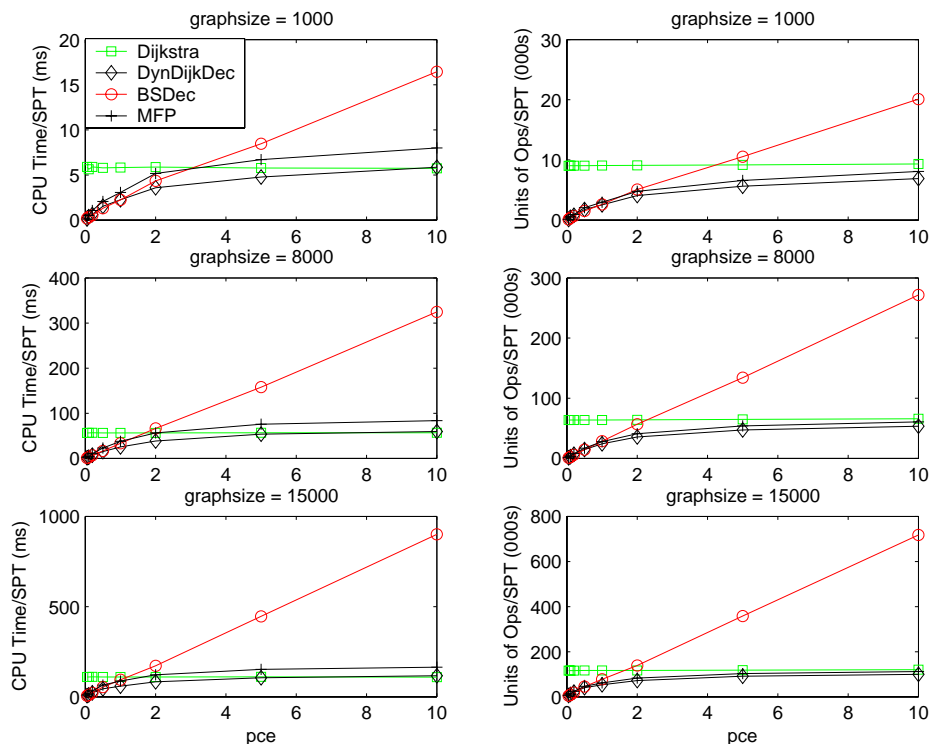 graphsize = 1000
CPU Time/SPT (ms)
20
15
10
5
0
Dijkstra
DynDijkDec
BSDec
MFP
0 2 4 6 8 10
graphsize = 1000
Units of Ops/SPT (000s)
30
20
10
0
0 2 4 6 8 10
graphsize = 8000
CPU Time/SPT (ms)
400
300
200
100
0
0 2 4 6 8 10
graphsize = 8000
Units of Ops/SPT (000s)
300
200
100
0
0 2 4 6 8 10
graphsize = 15000
CPU Time/SPT (ms)
1000
500
0
0 2 4 6 8 10
pce
graphsize = 15000
Units of Ops/SPT (000s)
800
600
400
200
0
0 2 4 6 8 10
pce